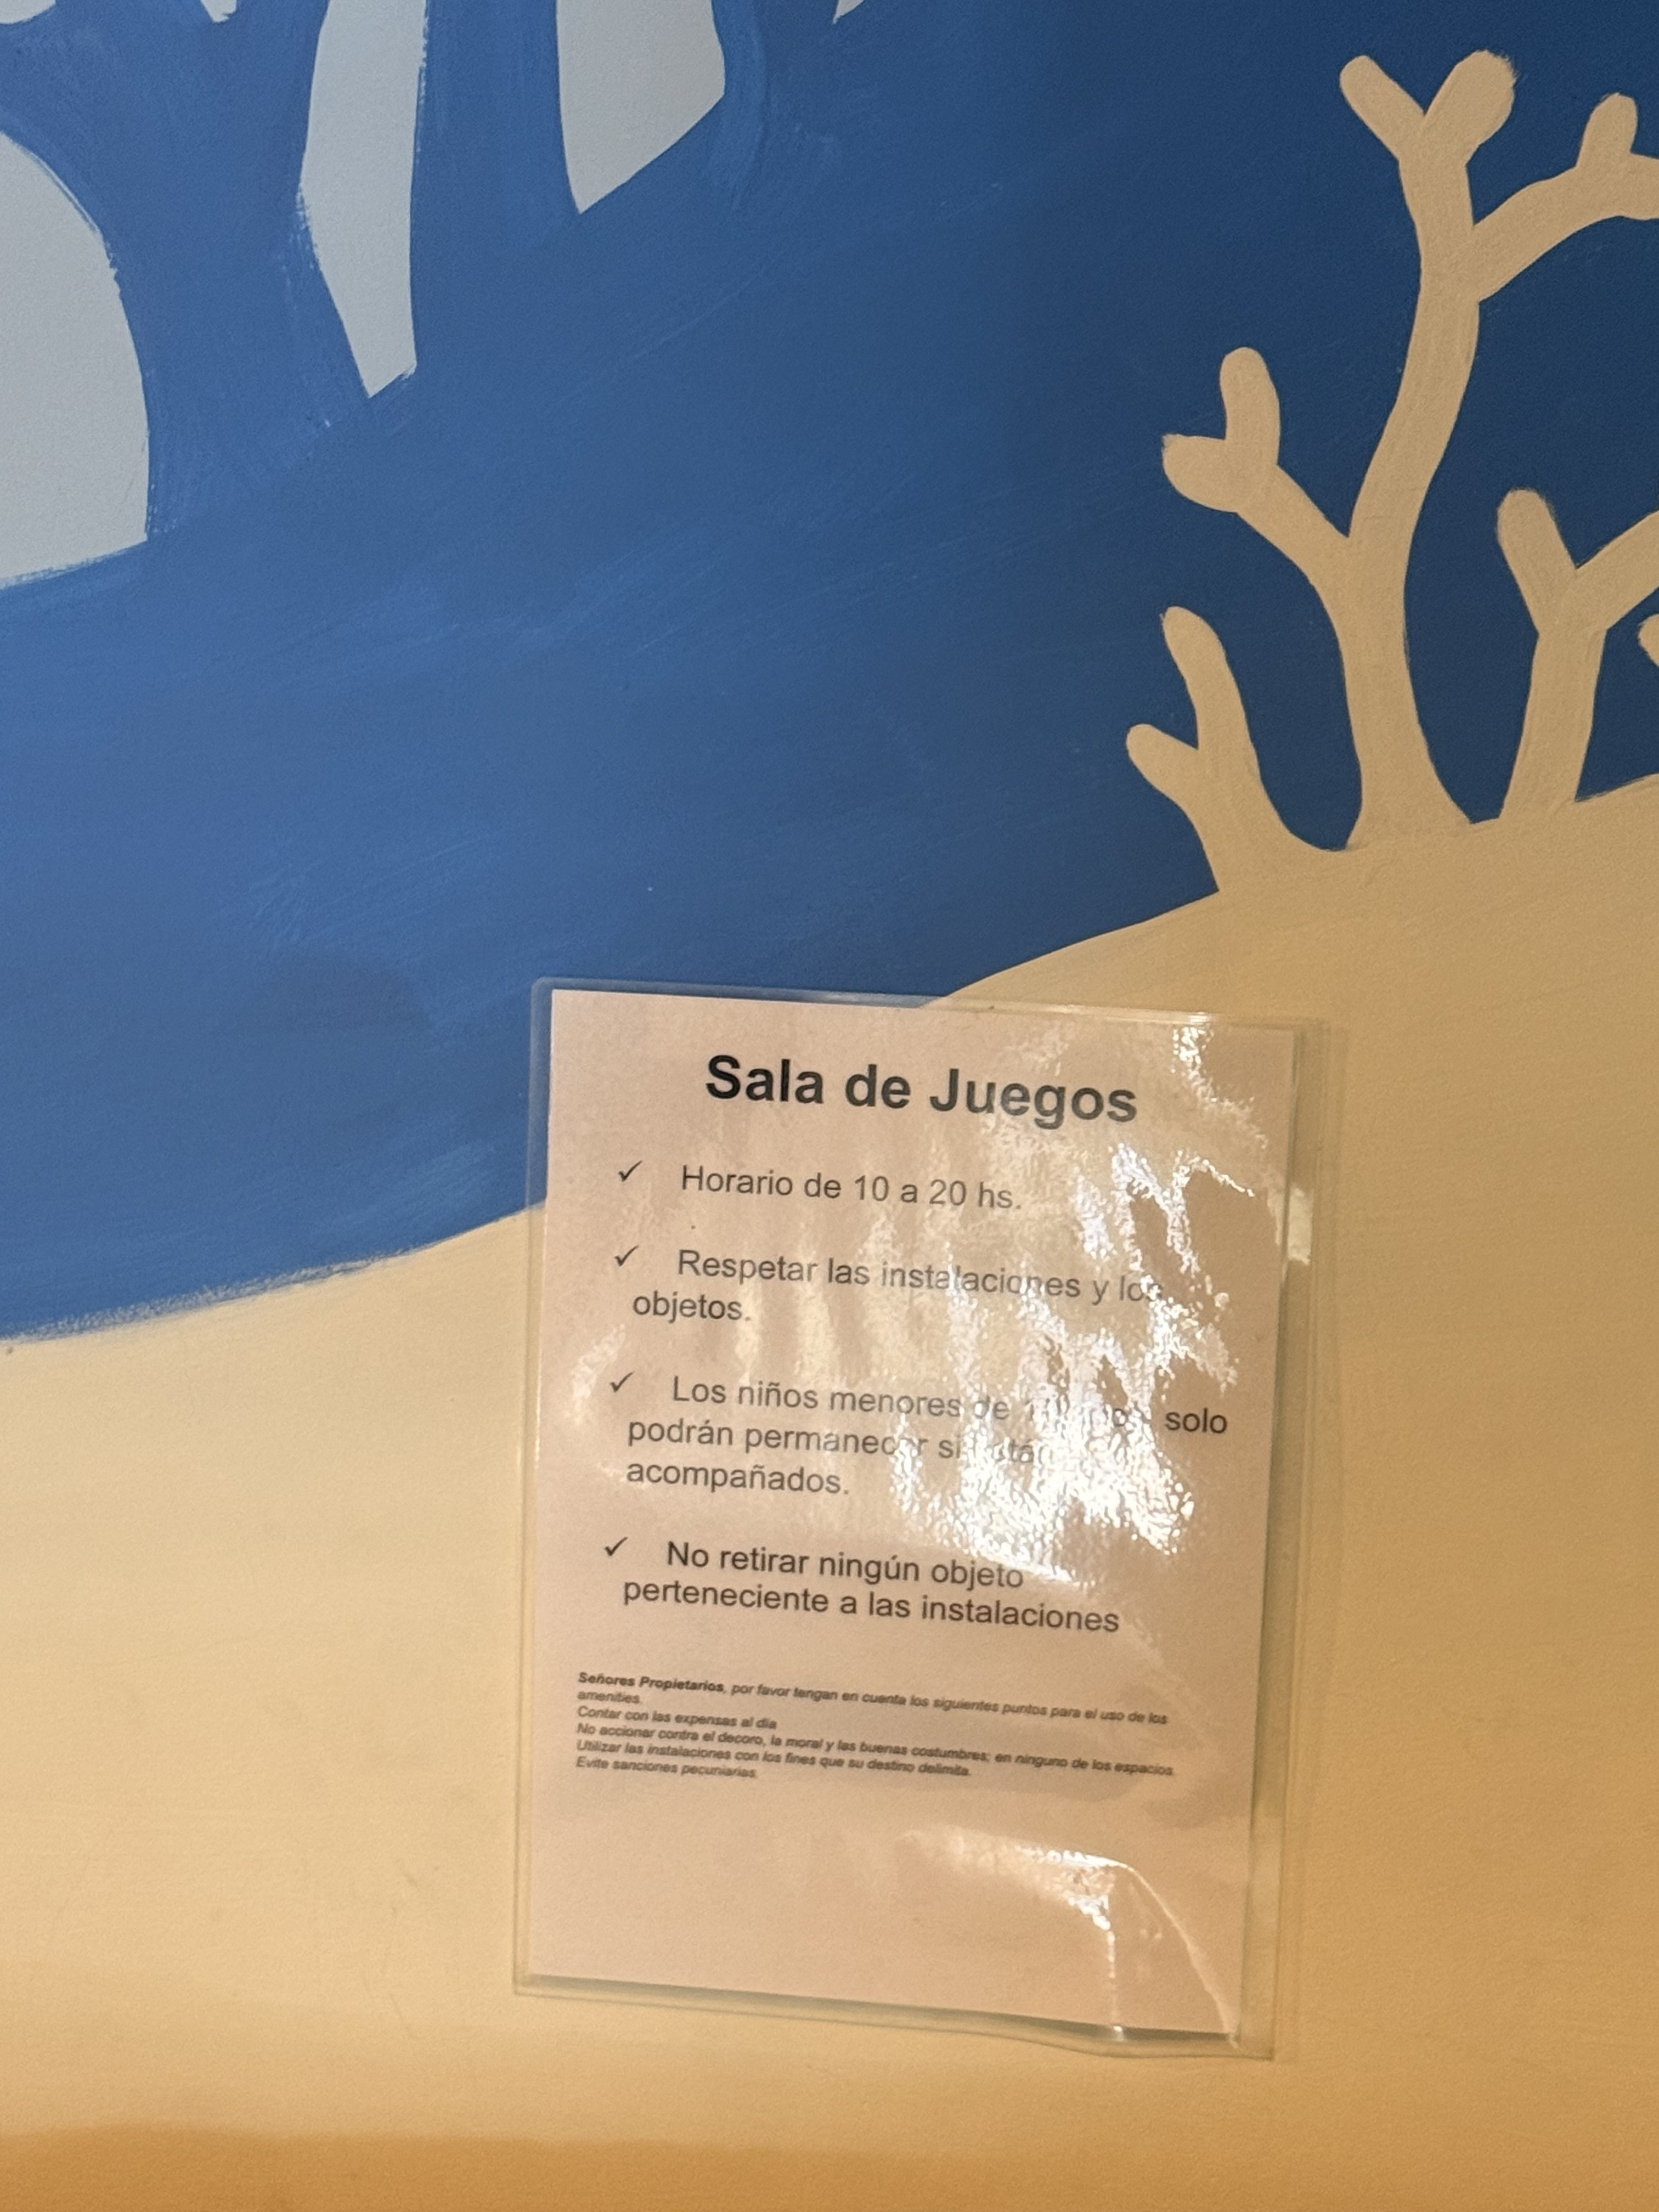 Sala de Juegos
✓ Horario de 10 a 20 hs.
✓ Respetar las instalaciones y los
objetos.
✓ Los niños menores de solo
podrán permanecer si están
acompañados.
✓ No retirar ningún objeto
perteneciente a las instalaciones
Señores Propietarios, por favor tengan en cuenta los siguientes puntos para el uso de los
amenities.
Contar con las expensas al día
No accionar contra el decoro, la moral y las buenas costumbres; en ninguno de los espacios.
Utilizar las instalaciones con los fines que su destino delimita.
Evite sanciones pecuniarias.